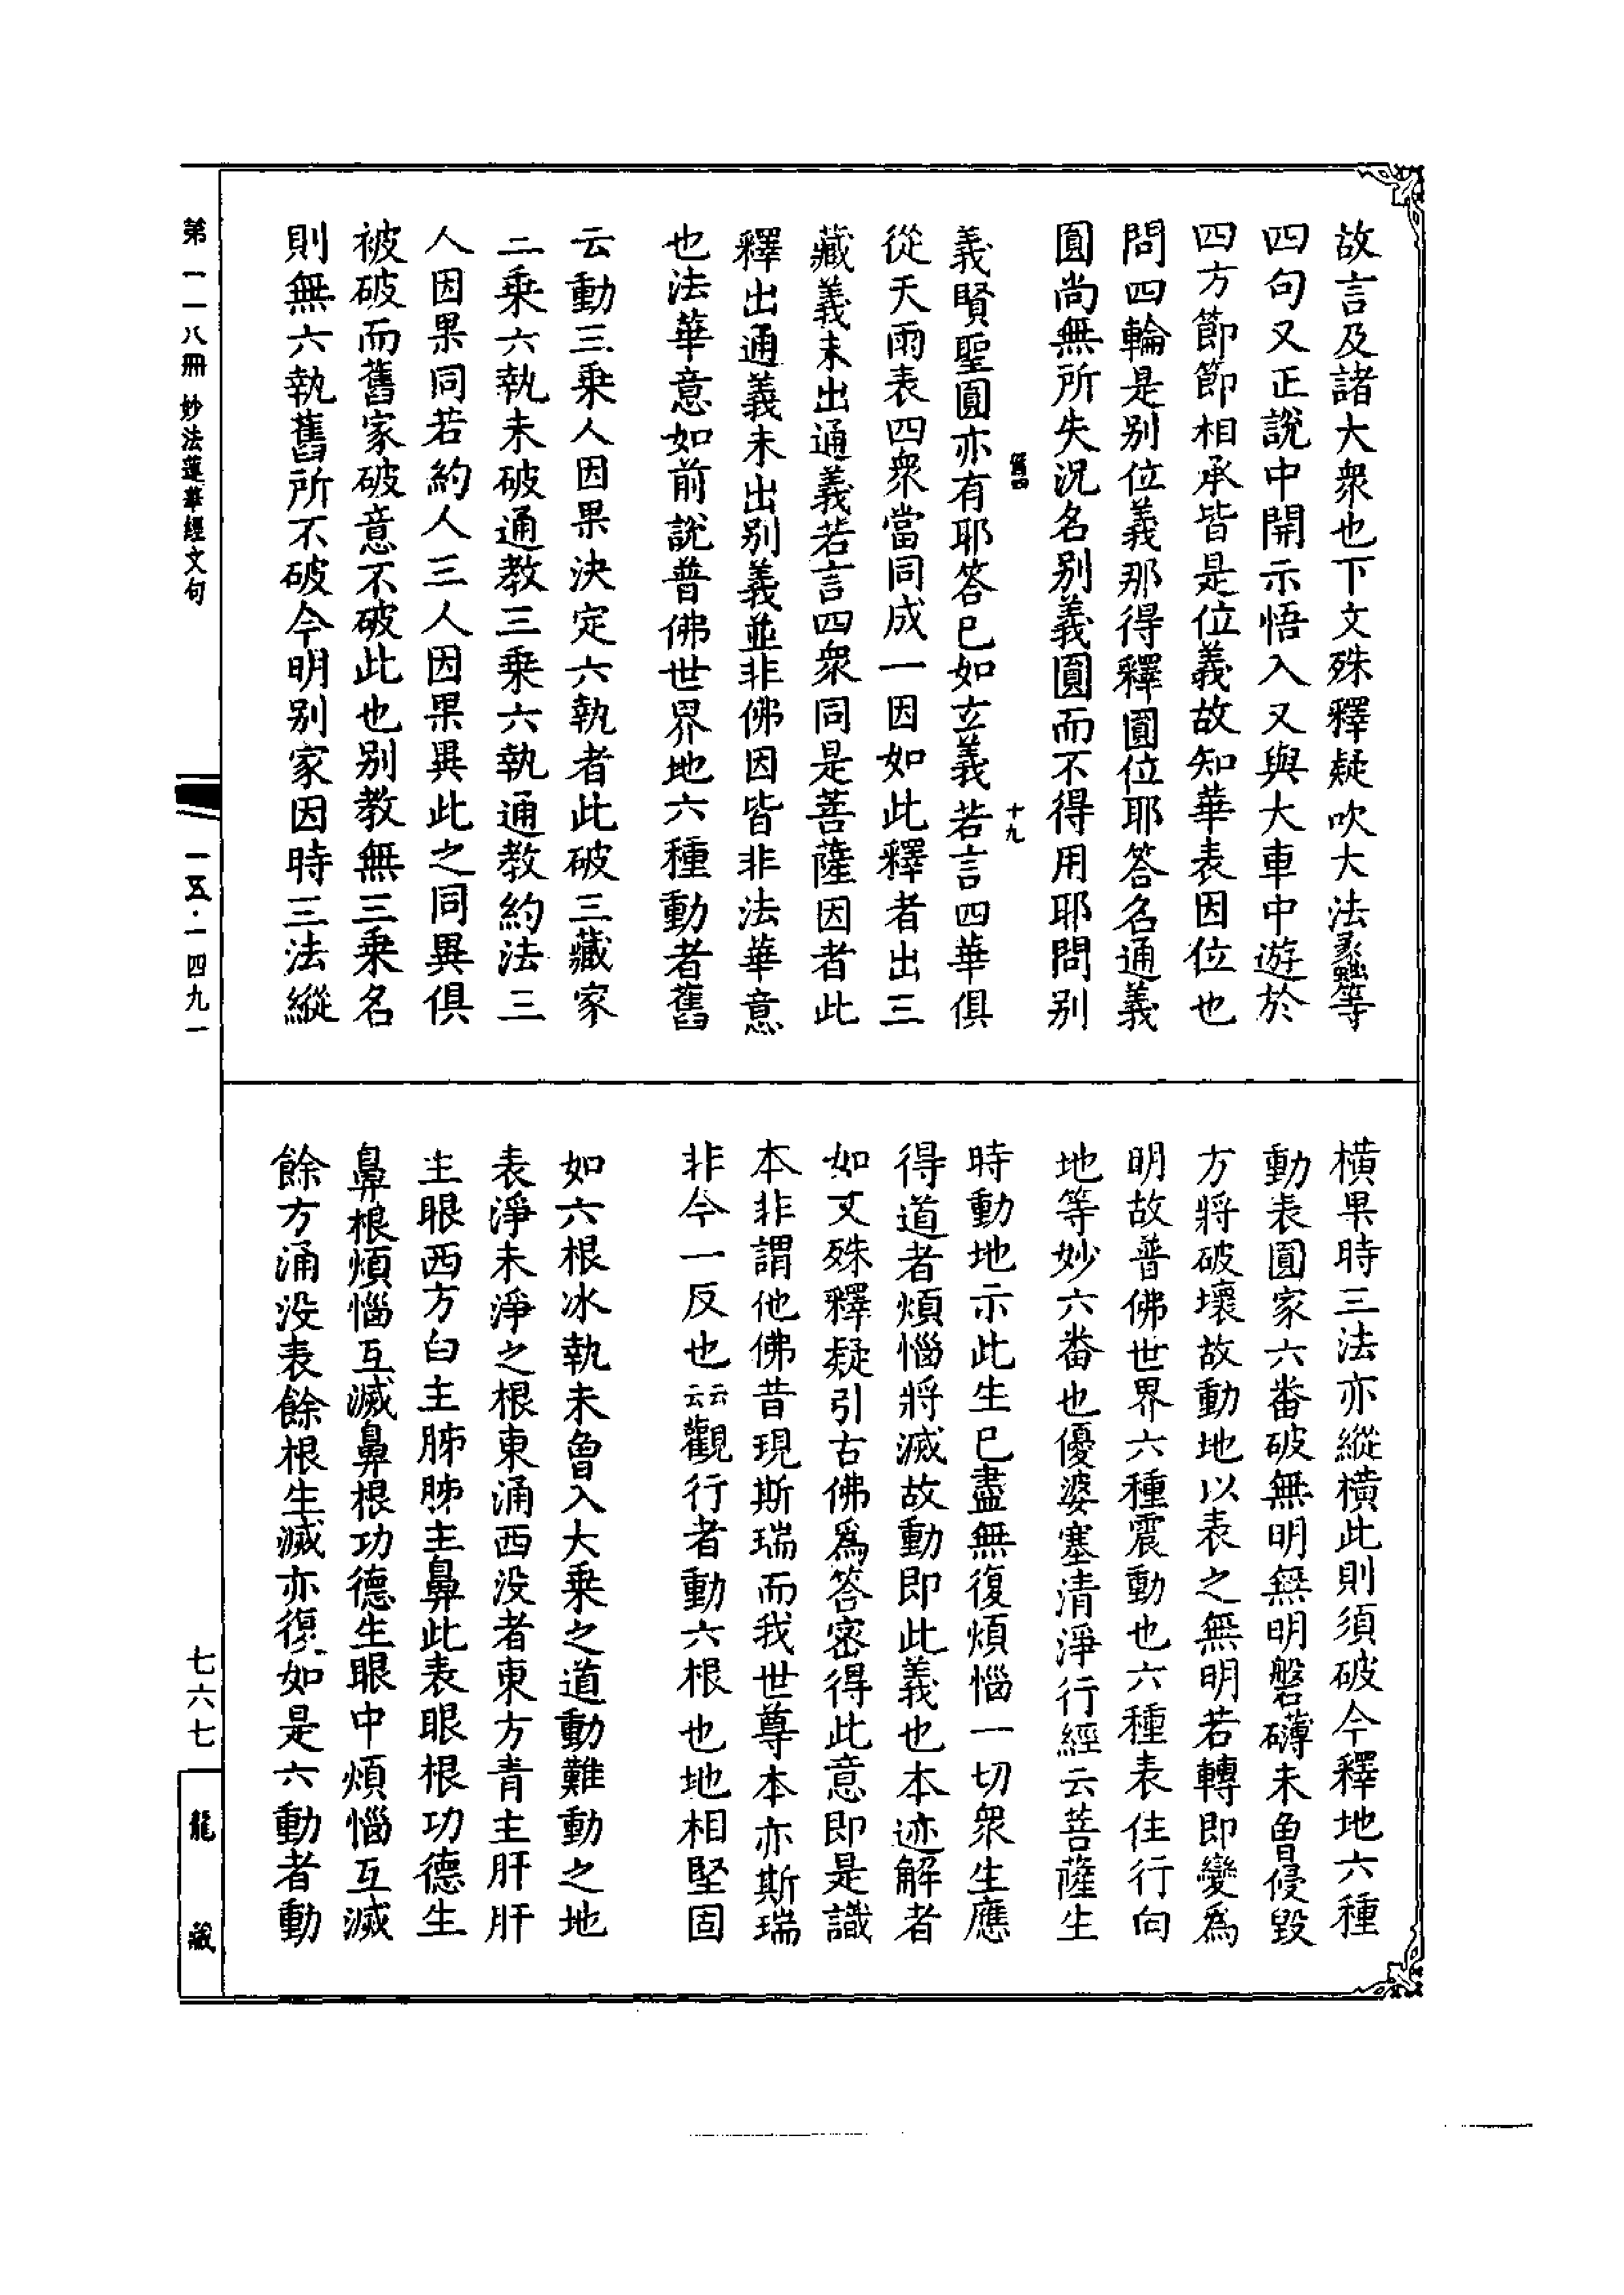 故言及諸大衆也下文殊釋疑吹大法蠡等
四句又正說中開示悟入又與大車中遊於
四方節節相承皆是位義故知華表因位也
問四輪是别位義那得釋圓位耶答名通義
圓尚無所失況名别義圓而不得用耶問别
十九
義賢聖圓亦有耶答已如玄義若言四華俱
從天雨表四衆當同成一因如此釋者出三
藏義未出通義若言四衆同是菩薩因者此
釋出通義未出别義並非佛因皆非法華意
也法華意如前說普佛世界地六種動者舊
云動三乗人因果決定六執者此破三藏家
二乗六執未破通教三乗六執通教約法三
人因果同若約人三人因果異此之同異俱
被破而舊家破意不破此也别教無三乗名
則無六執舊所不破今明别家因時三法縱
橫果時三法亦縱橫此則須破今釋地六種
動表圓家六番破無明無明磐礴未曾侵毀
方將破壞故動地以表之無明若轉即變爲
明故普佛世界六種震動也六種表住行向
地等妙六番也優婆塞清淨行經云菩薩生
時動地示此生已盡無復煩惱一切衆生應
得道者煩惱將滅故動即此義也本迹解者
如文殊釋疑引古佛爲答密得此意即是識
本非謂他佛昔現斯瑞而我世尊本亦斯瑞
非今一反也云云觀行者動六根也地相堅固
如六根冰執未曾入大乗之道動難動之地
表淨未淨之根東涌西没者東方青主肝肝
主眼西方白主肺肺主鼻此表眼根功德生
鼻根煩惱互滅鼻根功德生眼中煩惱互滅
餘方涌没表餘根生滅亦復如是六動者動
第一一八冊 妙法蓮華經文句
一五·一四九一
七六七
龍藏